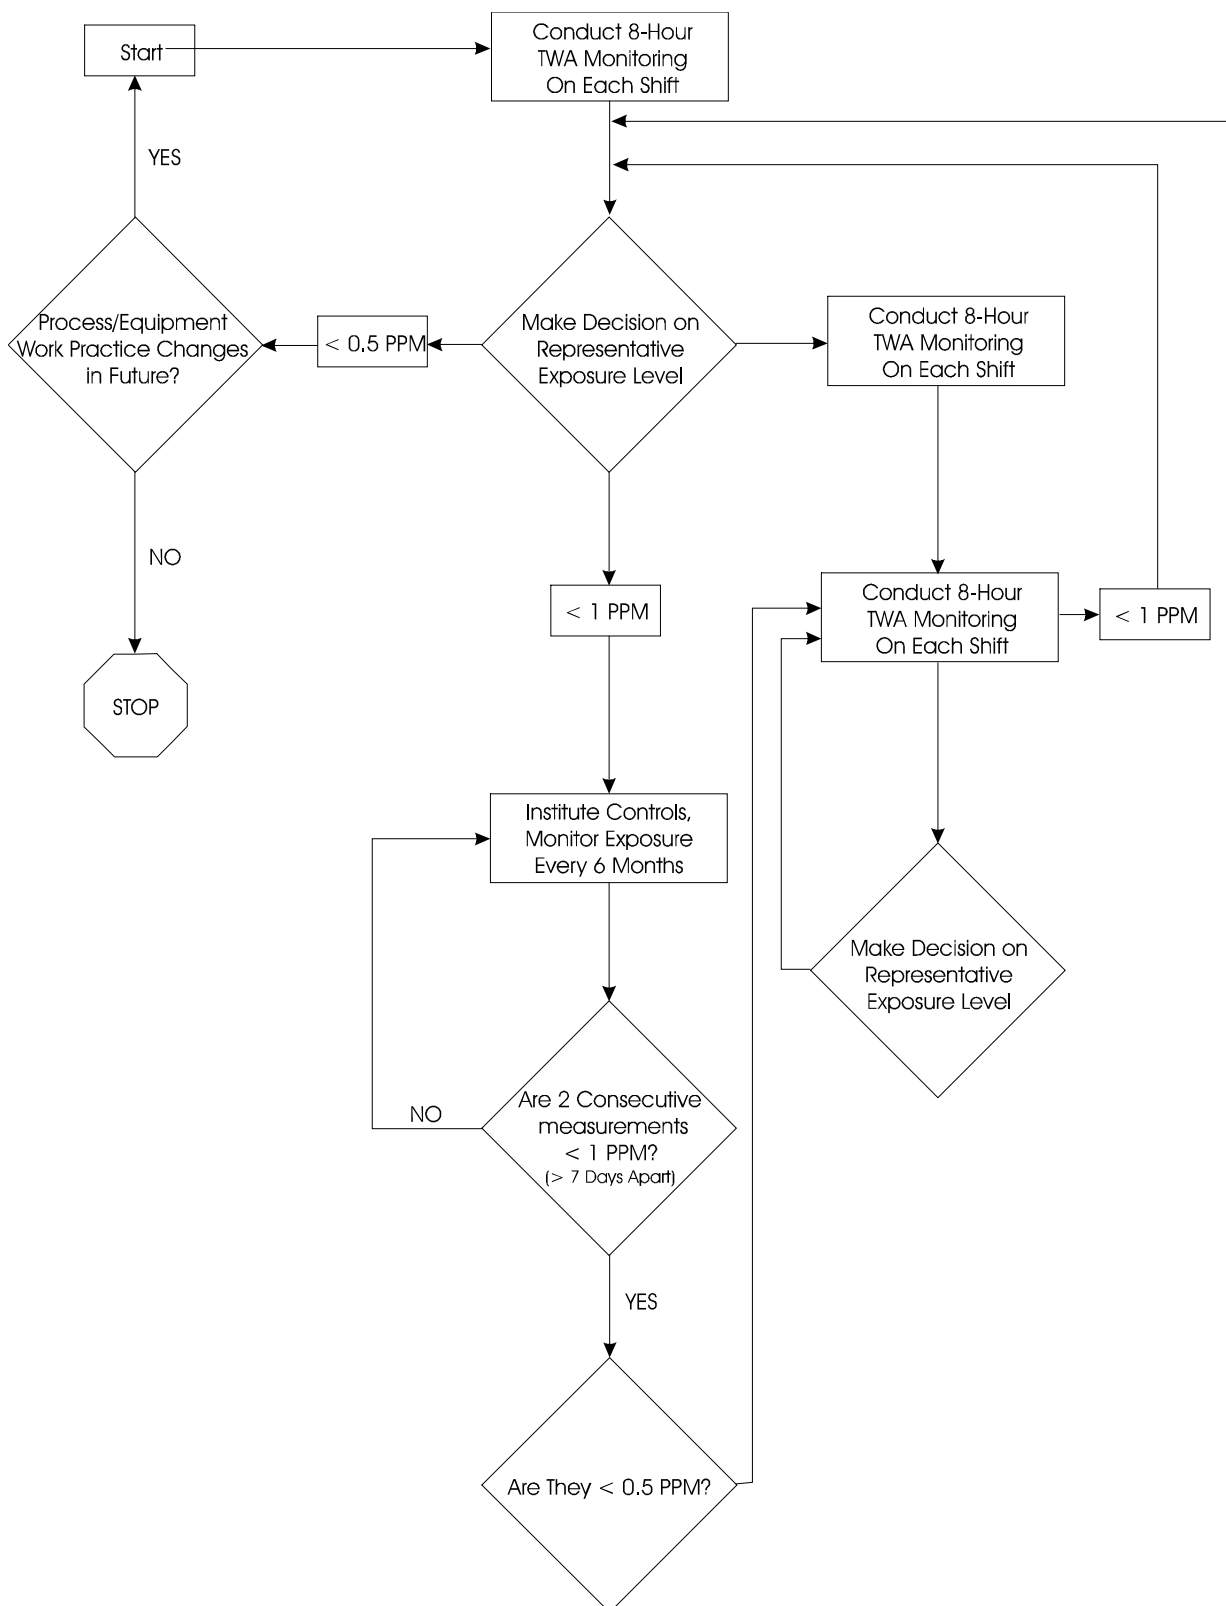 Start
Conduct 8-Hour
TWA Monitoring
On Each Shift
YES
Process/Equipment
Work Practice Changes
in Future?
< 0.5 PPM
Make Decision on
Representative
Exposure Level
Conduct 8-Hour
TWA Monitoring
On Each Shift
NO
STOP
< 1 PPM
Conduct 8-Hour
TWA Monitoring
On Each Shift
< 1 PPM
Institute Controls,
Monitor Exposure
Every 6 Months
Make Decision on
Representative
Exposure Level
NO
Are 2 Consecutive
measurements
< 1 PPM?
(> 7 Days Apart)
YES
Are They < 0.5 PPM?